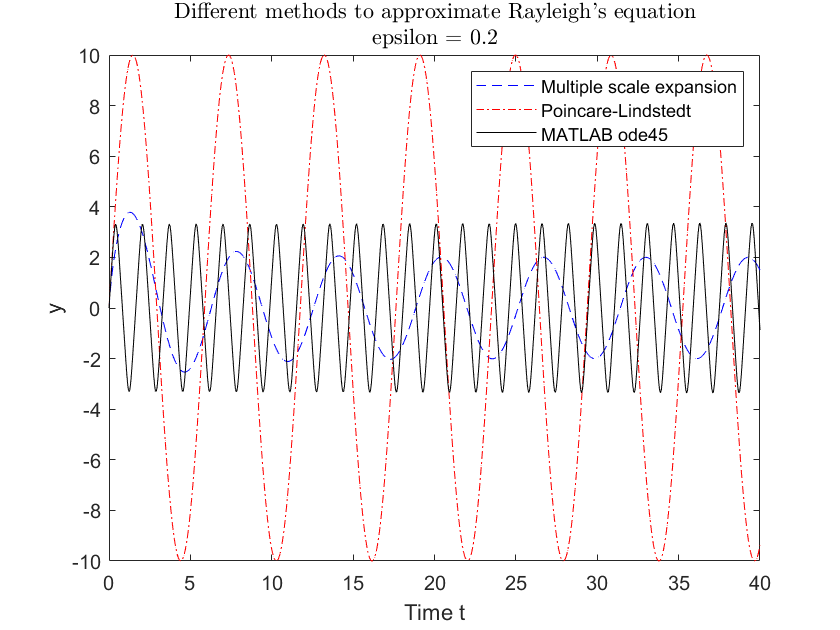 Different methods to approximate Rayleigh's equation
epsilon = 0.2
Multiple scale expansion
Poincare-Lindstedt
MATLAB ode45
10
8
6
4
2
0
-2
-4
-6
-8
-10
y
0 5 10 15 20 25 30 35 40
Time t